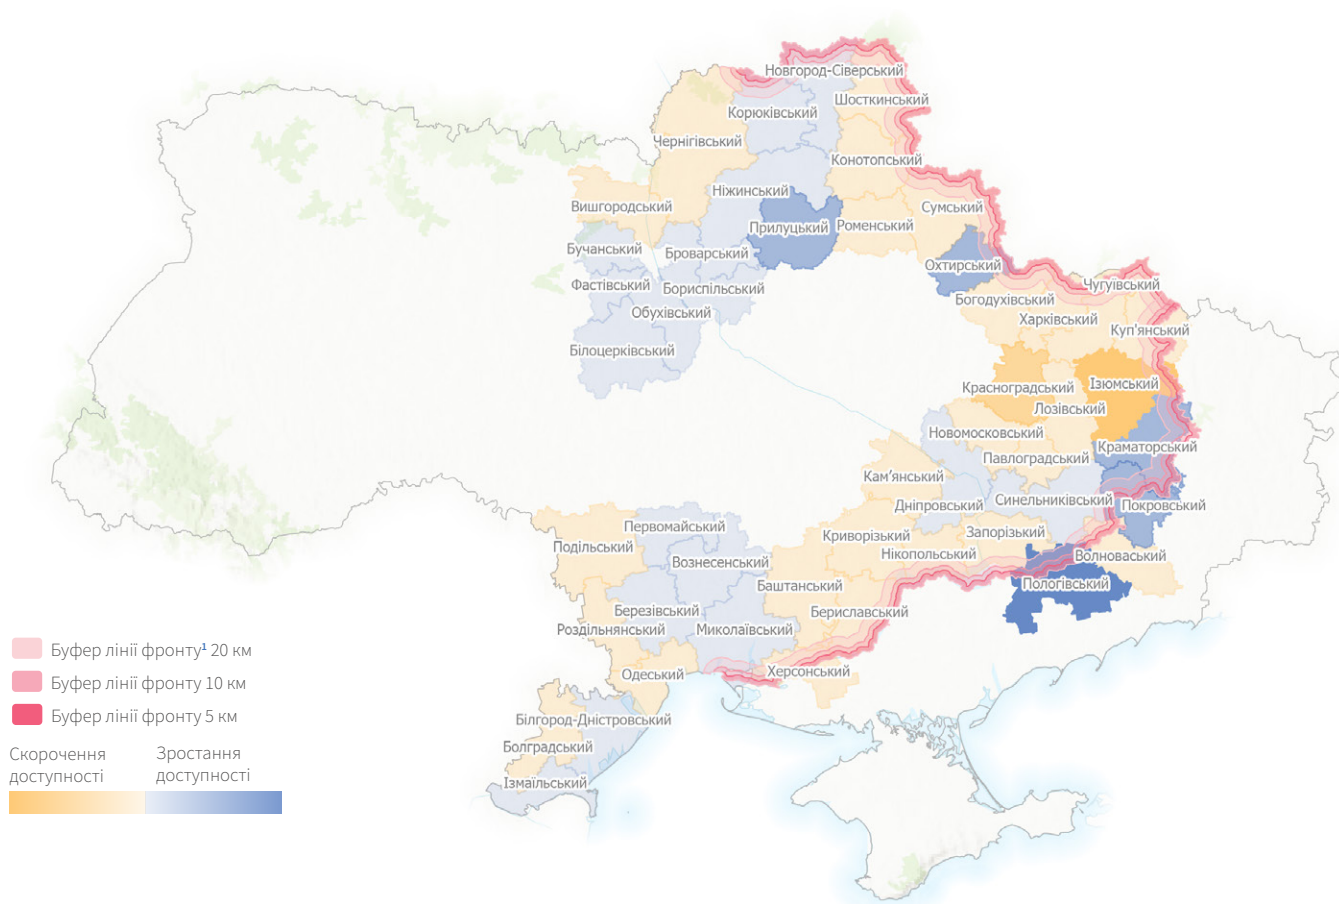 Новгород-Сіверський
Шосткинський
Корюківський
Чернігівський
Конотопський
Ніжинський
Вишгородський
Сумський
Прилуцький
Роменський
Бучанський
Броварський
Охтирський
Фастівський
Бориспільський
Чугуївський
Богодухівський
Обухівський
Харківський
Куп'янський
Білоцерківський
Красноградський
Ізюмський
Лозівський
Новомосковський
Краматорський
Павлоградський
Кам'янський
Синельниківський
Дніпровський
Покровський
Первомайський
Запорізький
Криворізький
Подільський
Нікопольський
Волноваський
Вознесенський
Пологівський
Баштанський
Березівський
Бериславський
Роздільнянський
Миколаївський
Одеський
Херсонський
Білгород-Дністровський
Болградський
Ізмаїльський
Буфер лінії фронту¹ 20 км
Буфер лінії фронту 10 км
Буфер лінії фронту 5 км
Скорочення
доступності
Зростання
доступності